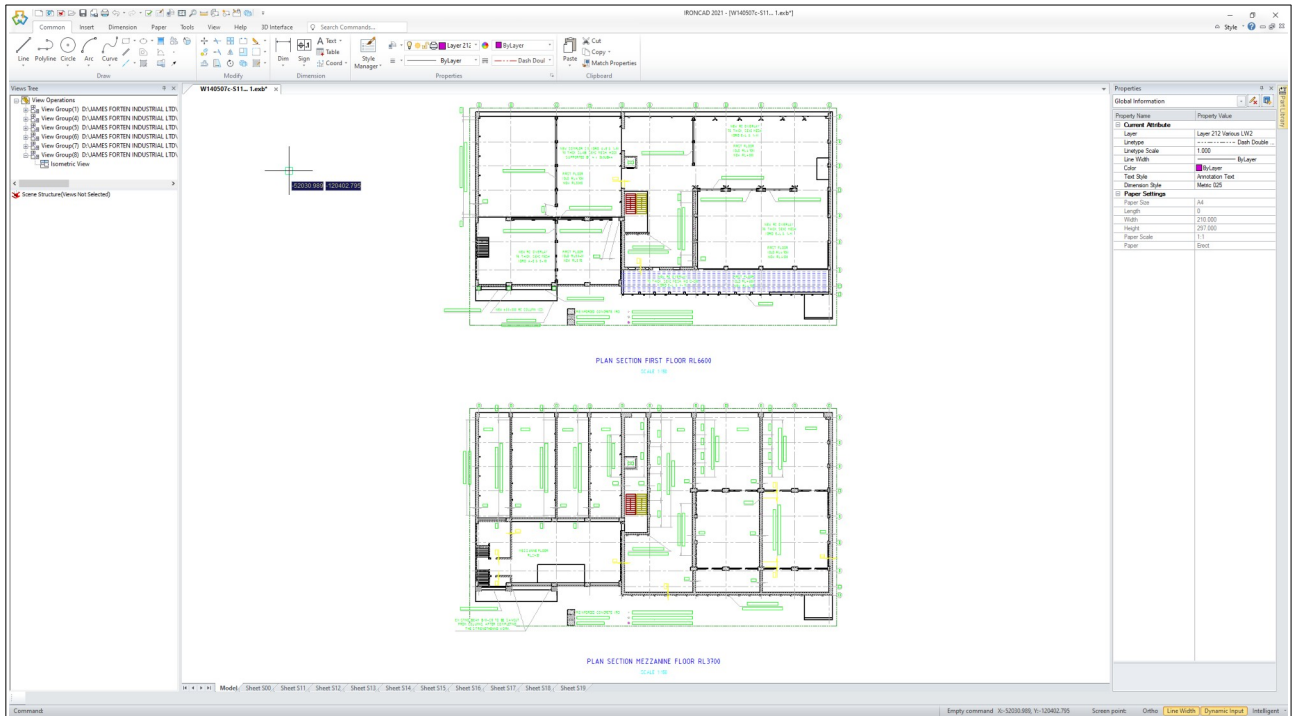 IRONCAD 2021 - [W140507c-S11... 1.exb*]
Common Insert Dimension Paper Tools View Help 3D Interface Search Commands... Style
Line Polyline Circle Arc Curve
Draw
Modify
Dim Sign A Text Table Coord
Dimension
Style Manager
Layer 212 ByLayer
ByLayer Dash Doul
Properties
Paste Cut Copy Match Properties
Clipboard
Views Tree
W140507c-S11... 1.exb*
View Operations
View Group(1) D:\JAMES FORTEN INDUSTRIAL LTD\
View Group(4) D:\JAMES FORTEN INDUSTRIAL LTD\
View Group(5) D:\JAMES FORTEN INDUSTRIAL LTD\
View Group(6) D:\JAMES FORTEN INDUSTRIAL LTD\
View Group(7) D:\JAMES FORTEN INDUSTRIAL LTD\
View Group(8) D:\JAMES FORTEN INDUSTRIAL LTD\
Isometric View
Scene Structure(Views Not Selected)
-52030.989 -120402.795
PLAN SECTION FIRST FLOOR RL6600
PLAN SECTION MEZZANINE FLOOR RL3700
Properties
Part Library
Global Information
Property Name Property Value
Current Attribute
Layer Layer 212 Various LW2
Linetype Dash Double ...
Linetype Scale 1.000
Line Width ByLayer
Color ByLayer
Text Style Annotation Text
Dimension Style Metric 025
Paper Settings
Paper Size A4
Length 0
Width 210.000
Height 297.000
Paper Scale 1:1
Paper Erect
Model Sheet S00 Sheet S11 Sheet S12 Sheet S13 Sheet S14 Sheet S15 Sheet S16 Sheet S17 Sheet S18 Sheet S19
Command: Empty command X:-52030.989, Y:-120402.795 Screen point: Ortho Line Width Dynamic Input Intelligent